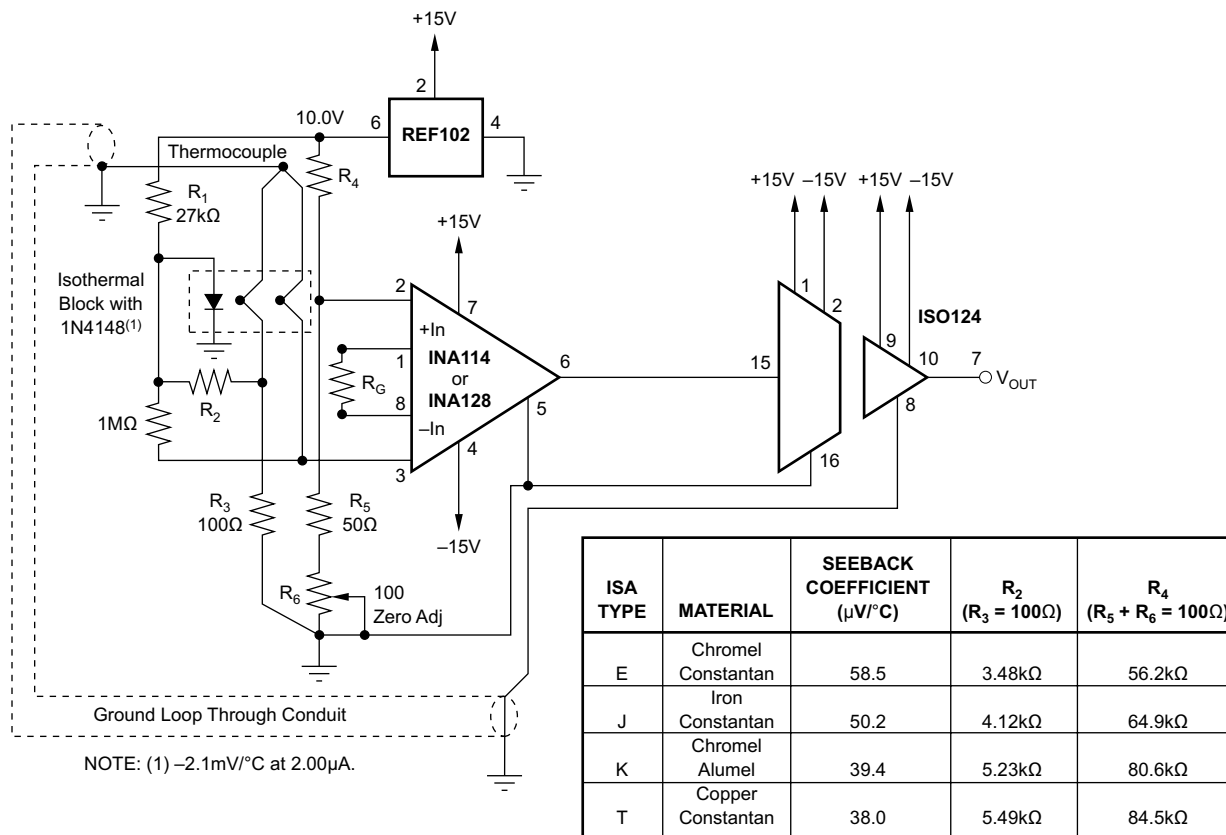 +15V
2
10.0V
6
REF102
4
Thermocouple
R4
R1
27kΩ
+15V
+15V –15V +15V –15V
Isothermal
Block with
1N4148(1)
2
7
1
2
ISO124
+In
1
INA114
or
INA128
6
15
9
10
7
VOUT
RG
R2
8
5
8
1MΩ
–In
4
3
16
R3
100Ω
R5
50Ω
–15V
R6
100
Zero Adj
Ground Loop Through Conduit
NOTE: (1) –2.1mV/°C at 2.00µA.
ISA
TYPE
MATERIAL
SEEBACK
COEFFICIENT
(µV/°C)
R2
(R3 = 100Ω)
R4
(R5 + R6 = 100Ω)
E
Chromel
Constantan
58.5
3.48kΩ
56.2kΩ
J
Iron
Constantan
50.2
4.12kΩ
64.9kΩ
K
Chromel
Alumel
39.4
5.23kΩ
80.6kΩ
T
Copper
Constantan
38.0
5.49kΩ
84.5kΩ